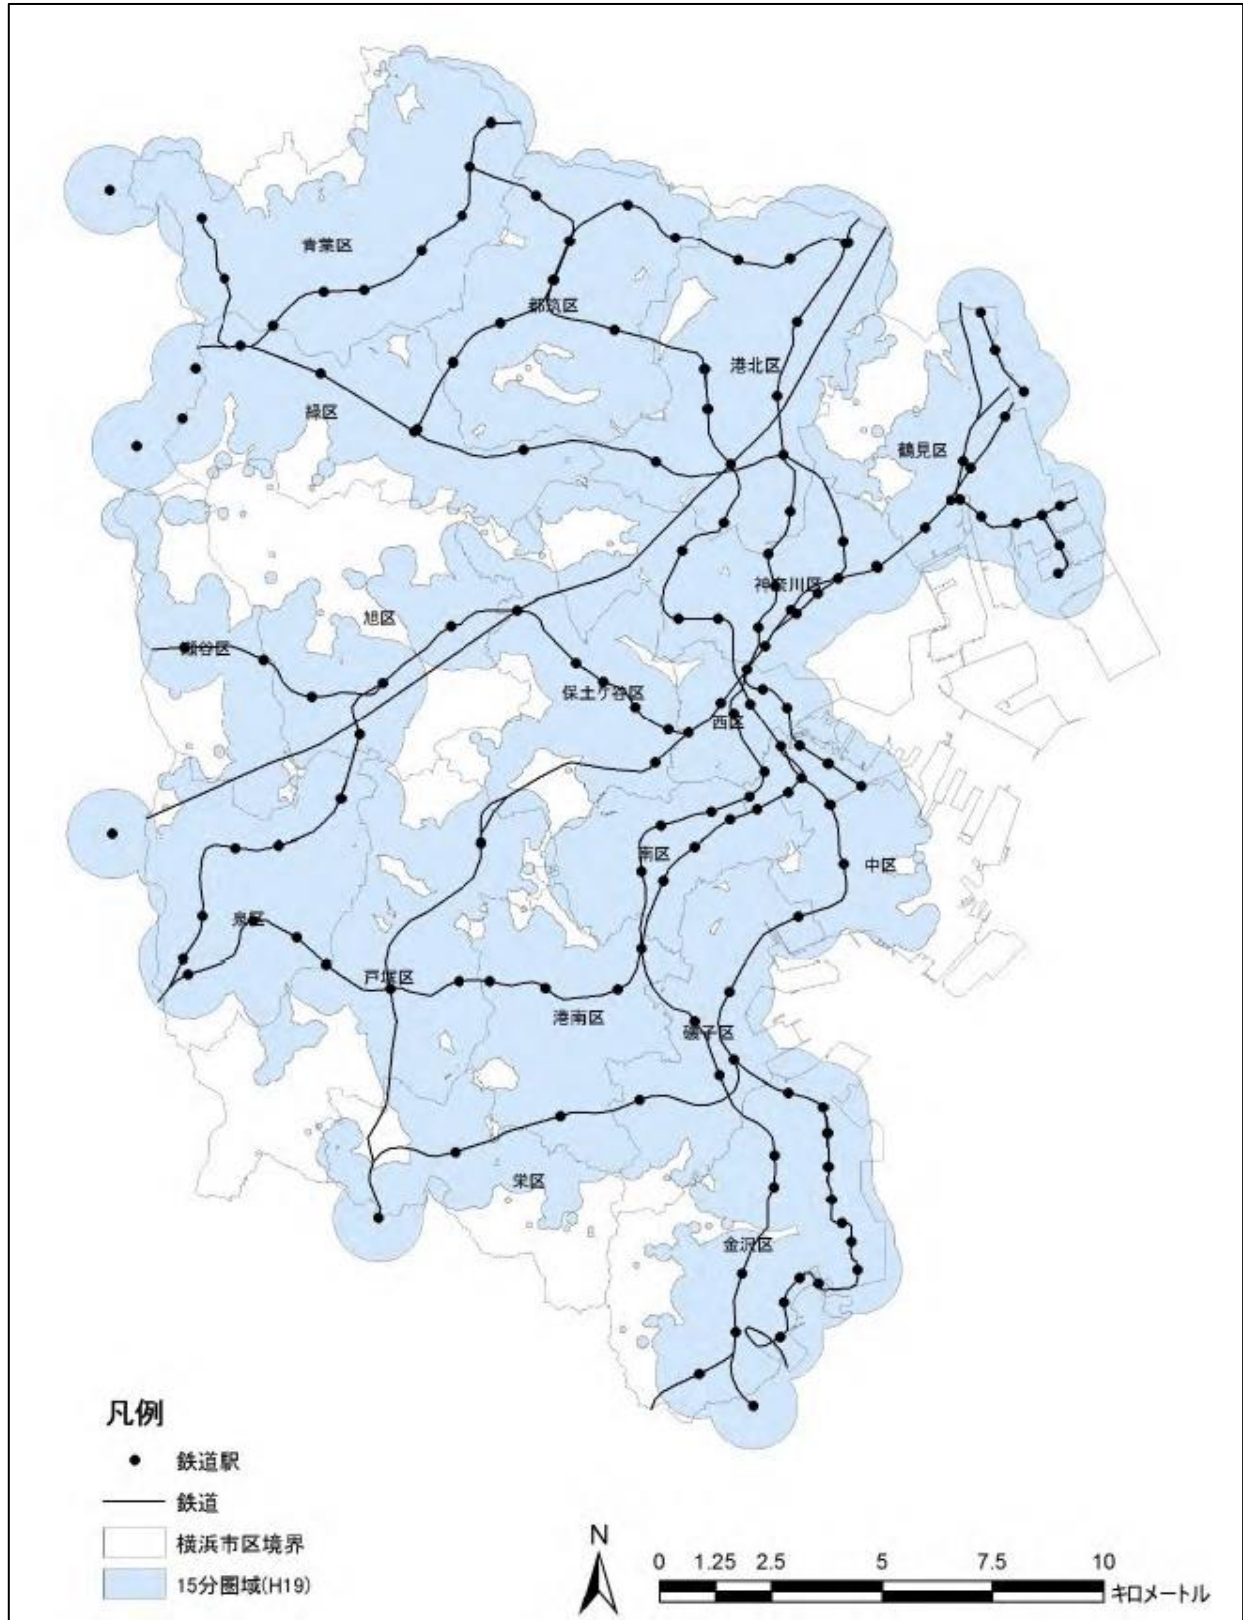 青葉区
都筑区
港北区
緑区
鶴見区
神奈川区
旭区
瀬谷区
保土ヶ谷区
西区
南区
中区
泉区
戸塚区
港南区
磯子区
栄区
金沢区
凡例
鉄道駅
鉄道
横浜市区境界
15分圏域(H19)
N
0 1.25 2.5 5 7.5 10
キロメートル